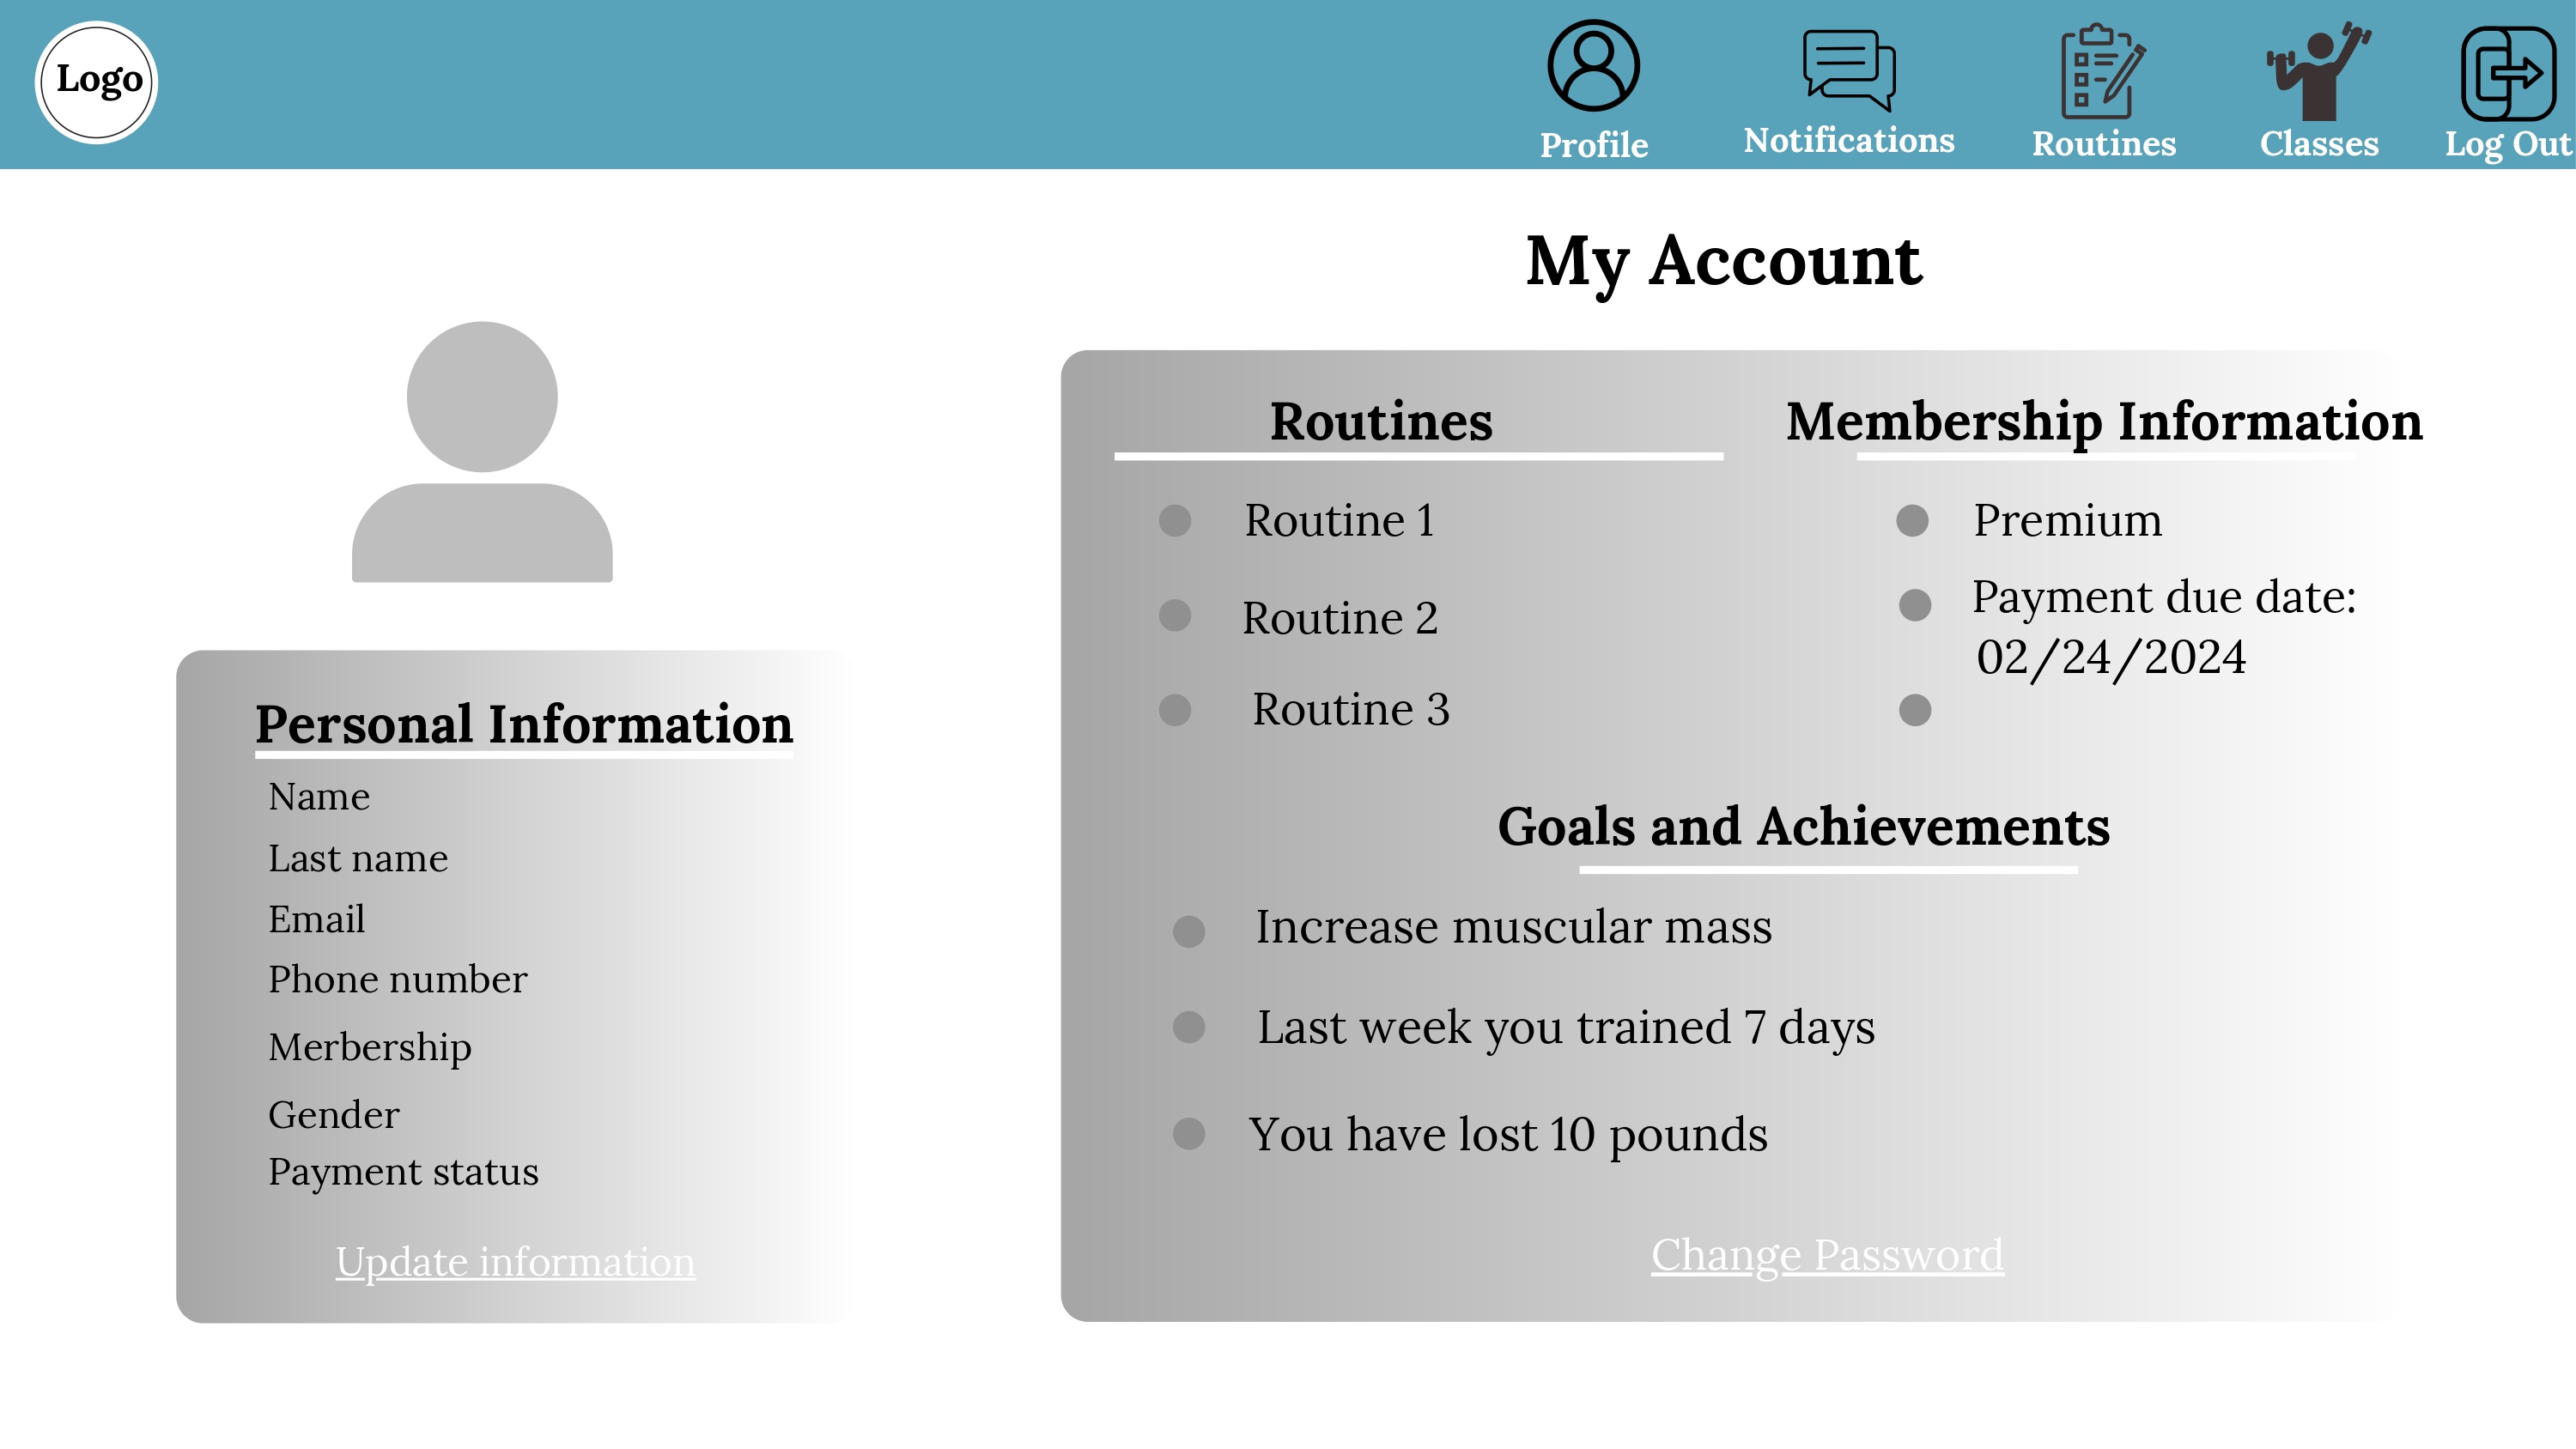 Logo
Profile
Notifications
Routines
Classes
Log Out
My Account
Personal Information
Name
Last name
Email
Phone number
Merbership
Gender
Payment status
Update information
Routines
Routine 1
Routine 2
Routine 3
Membership Information
Premium
Payment due date:
02/24/2024
Goals and Achievements
Increase muscular mass
Last week you trained 7 days
You have lost 10 pounds
Change Password